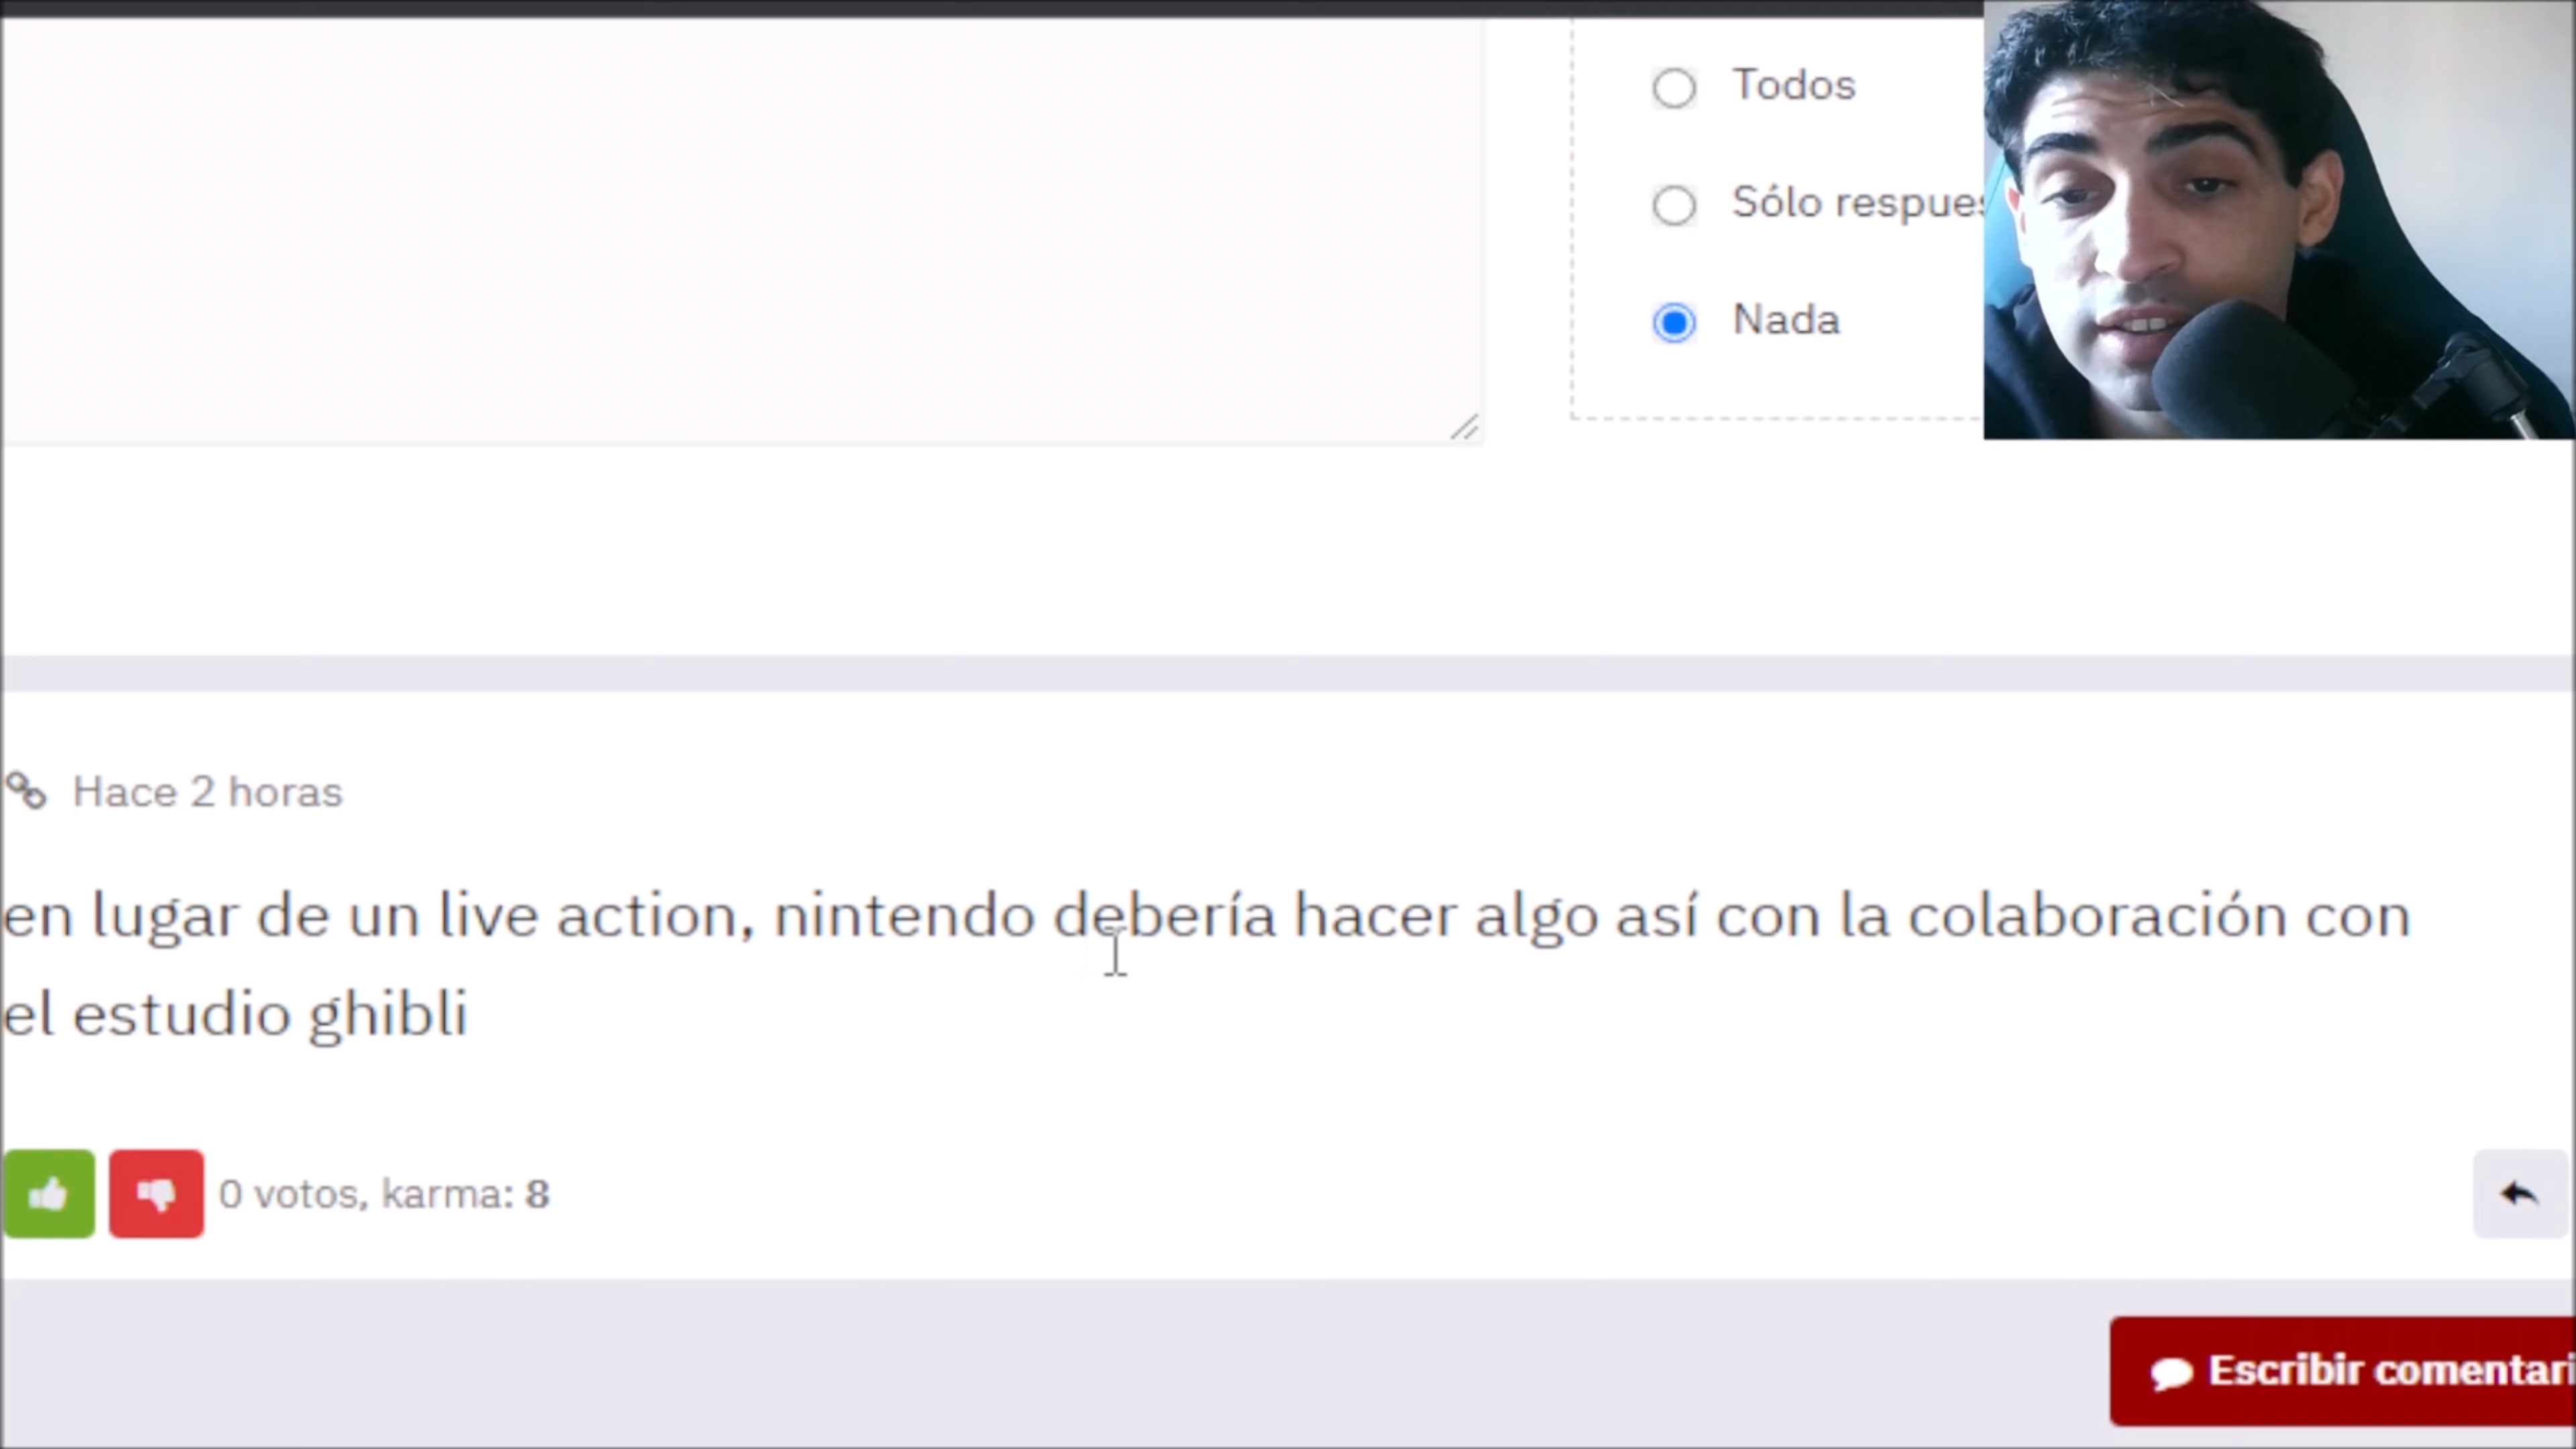 Todos
Sólo respues
Nada
Hace 2 horas
en lugar de un live action, nintendo debería hacer algo así con la colaboración con
el estudio ghibli
0 votos, karma: 8
Escribir comentari